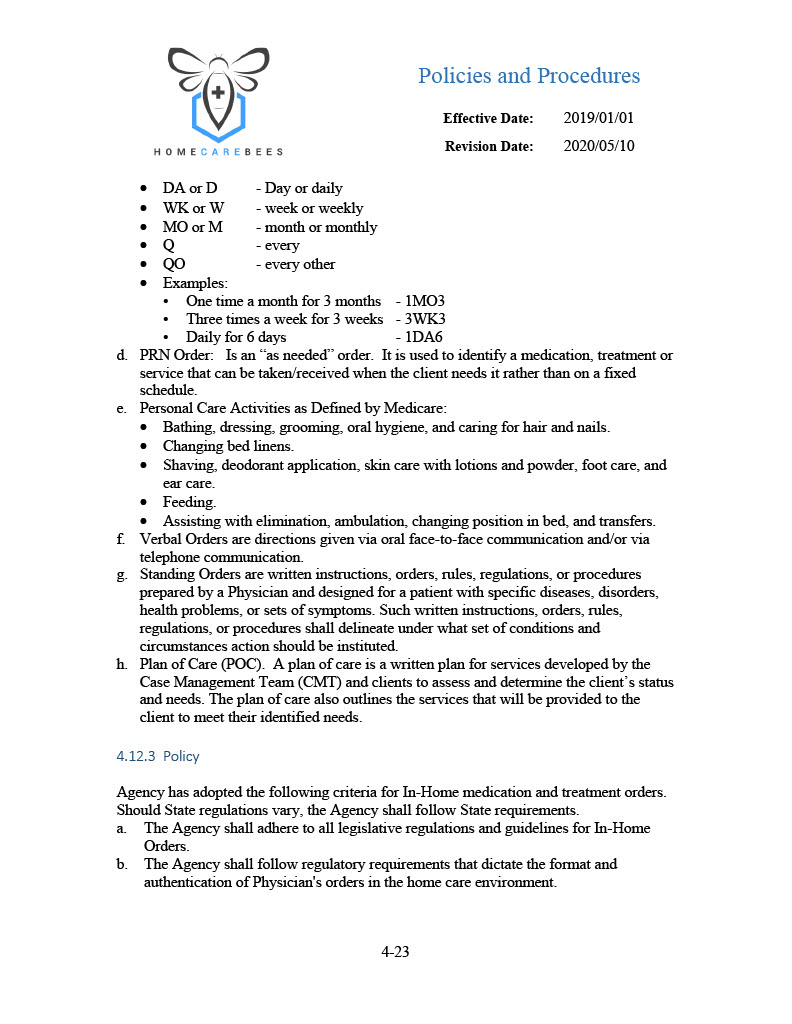 Policies and Procedures
Effective Date: 2019/01/01
HOMECAREBEES
Revision Date: 2020/05/10
• DA or D - Day or daily
• WK or W - week or weekly
• MO or M - month or monthly
• Q - every
• QO - every other
• Examples:
• One time a month for 3 months - 1MO3
• Three times a week for 3 weeks - 3WK3
• Daily for 6 days - 1DA6
d. PRN Order: Is an “as needed” order. It is used to identify a medication, treatment or
service that can be taken/received when the client needs it rather than on a fixed
schedule.
e. Personal Care Activities as Defined by Medicare:
• Bathing, dressing, grooming, oral hygiene, and caring for hair and nails.
• Changing bed linens.
• Shaving, deodorant application, skin care with lotions and powder, foot care, and
ear care.
• Feeding.
• Assisting with elimination, ambulation, changing position in bed, and transfers.
f. Verbal Orders are directions given via oral face-to-face communication and/or via
telephone communication.
g. Standing Orders are written instructions, orders, rules, regulations, or procedures
prepared by a Physician and designed for a patient with specific diseases, disorders,
health problems, or sets of symptoms. Such written instructions, orders, rules,
regulations, or procedures shall delineate under what set of conditions and
circumstances action should be instituted.
h. Plan of Care (POC). A plan of care is a written plan for services developed by the
Case Management Team (CMT) and clients to assess and determine the client’s status
and needs. The plan of care also outlines the services that will be provided to the
client to meet their identified needs.
4.12.3 Policy
Agency has adopted the following criteria for In-Home medication and treatment orders.
Should State regulations vary, the Agency shall follow State requirements.
a. The Agency shall adhere to all legislative regulations and guidelines for In-Home
Orders.
b. The Agency shall follow regulatory requirements that dictate the format and
authentication of Physician's orders in the home care environment.
4-23